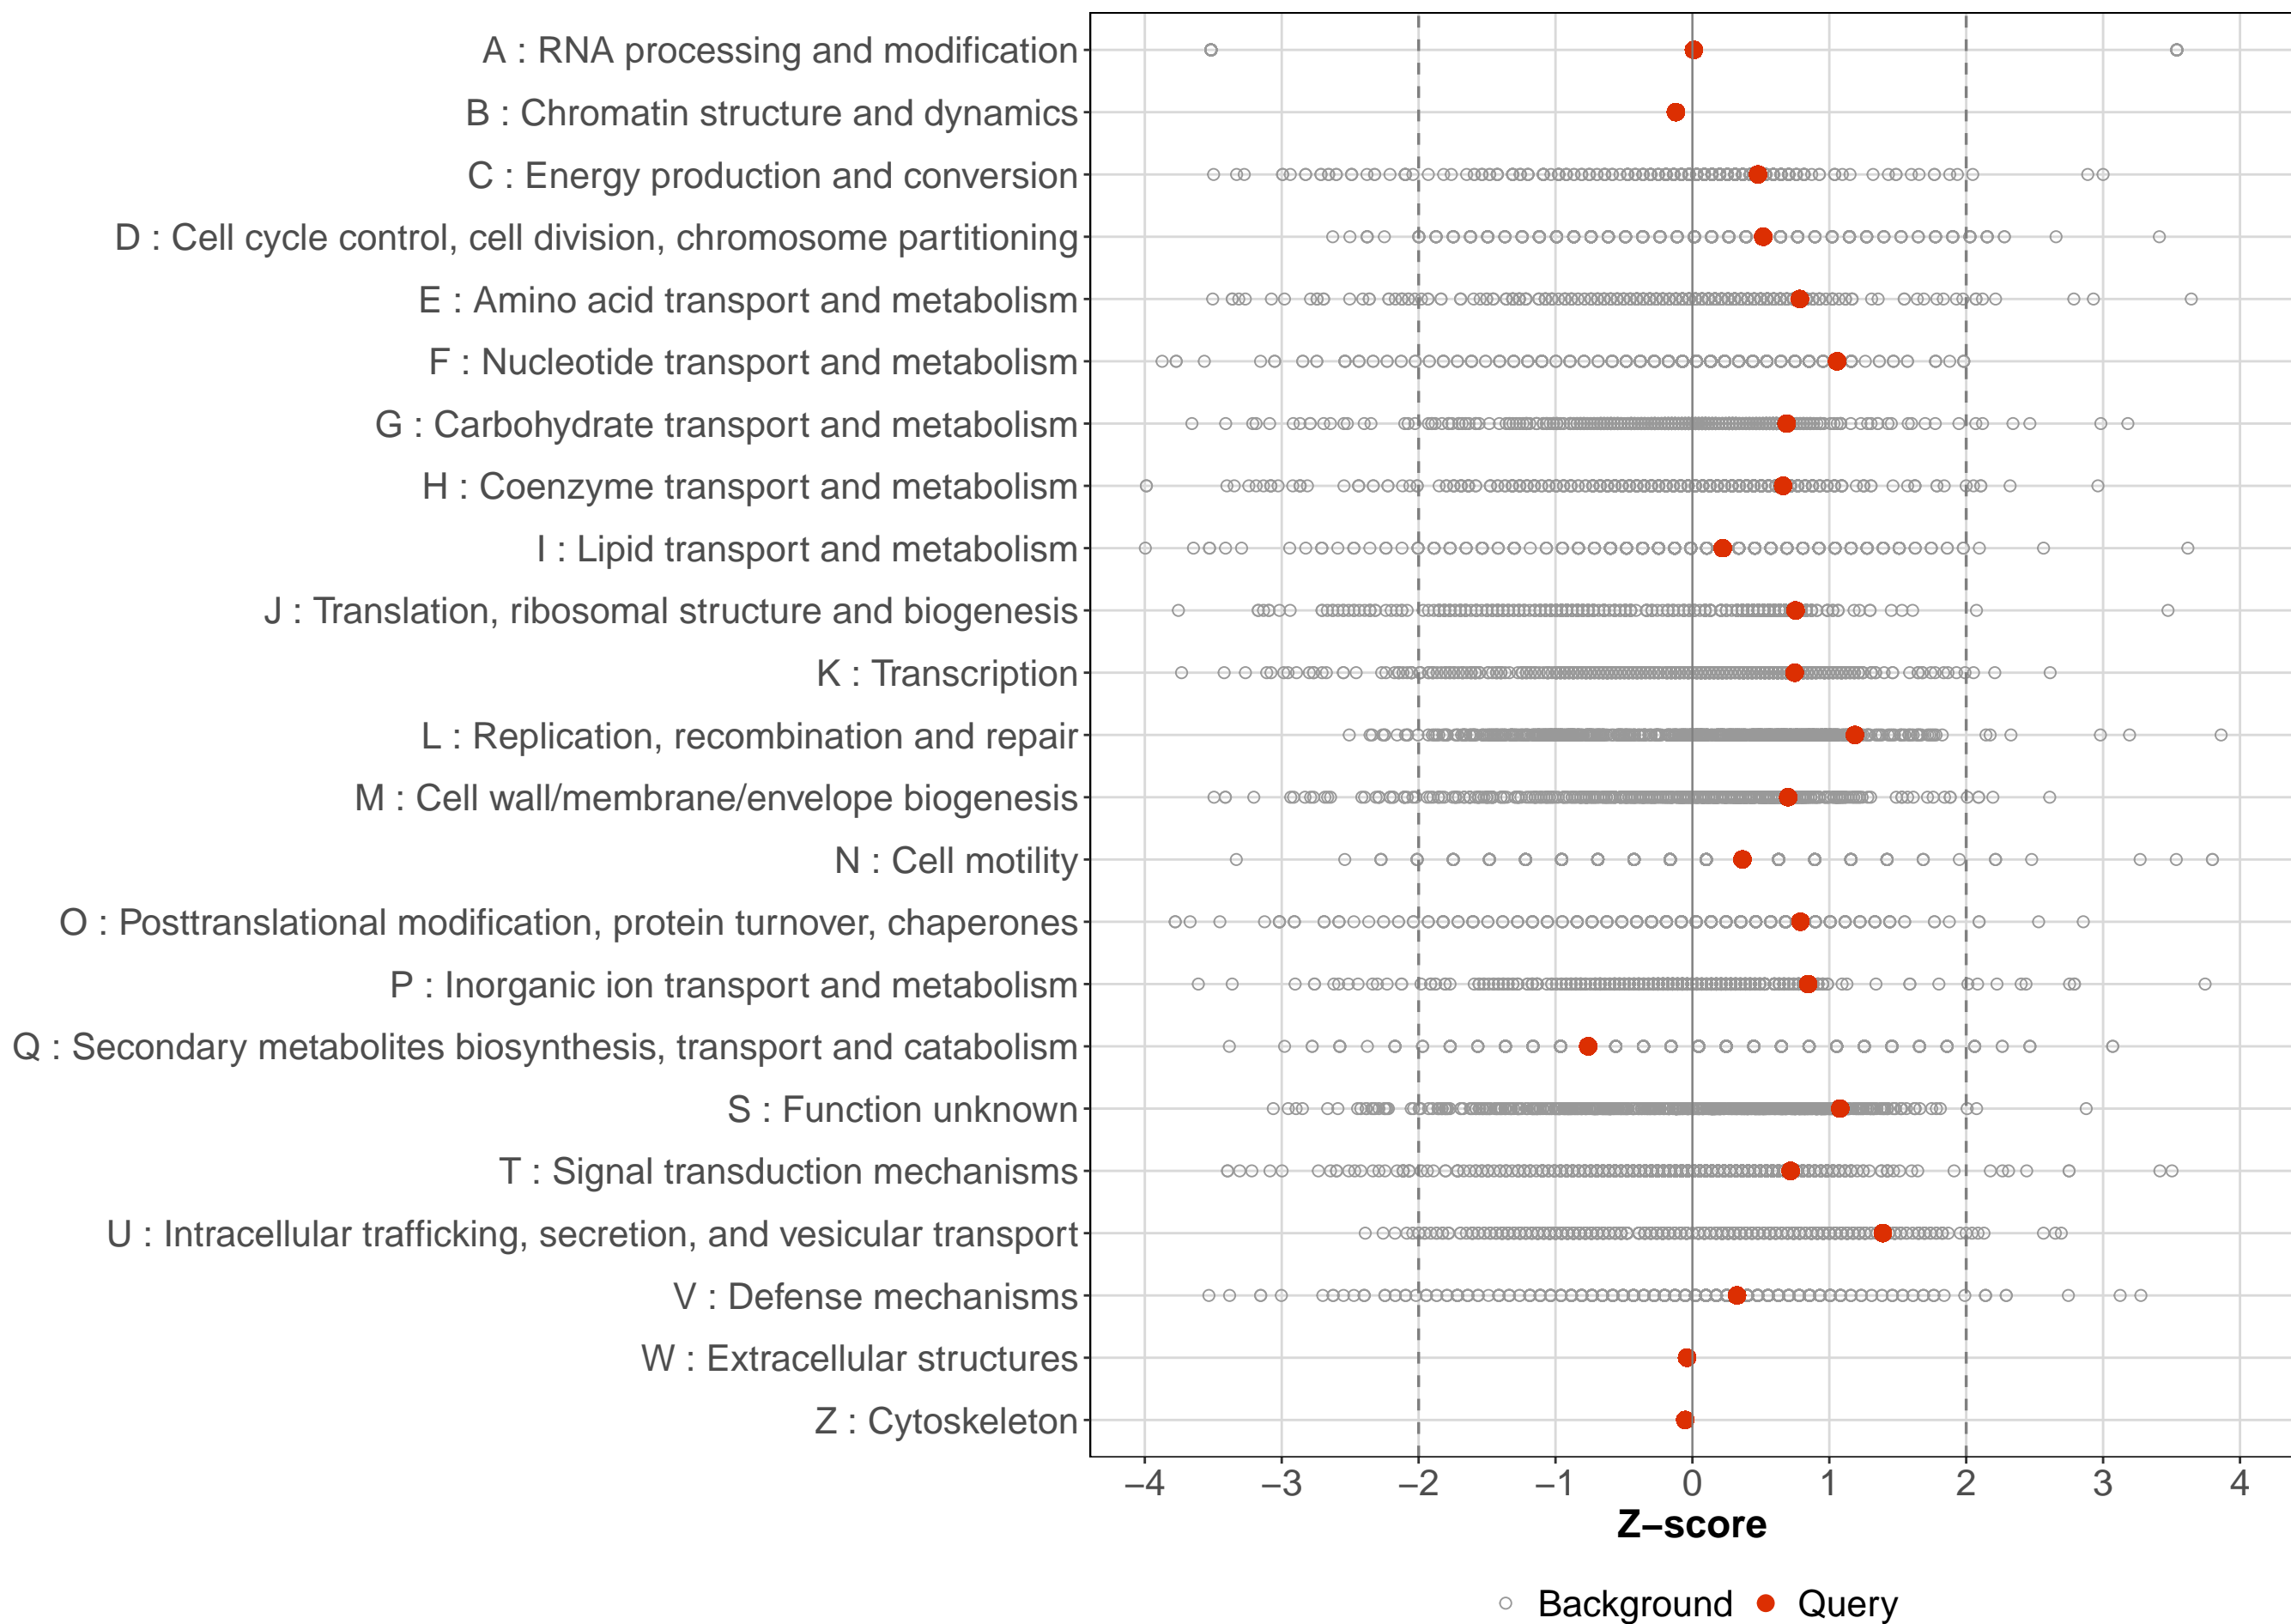 A : RNA processing and modification
B : Chromatin structure and dynamics
C : Energy production and conversion
D : Cell cycle control, cell division, chromosome partitioning
E : Amino acid transport and metabolism
F : Nucleotide transport and metabolism
G : Carbohydrate transport and metabolism
H : Coenzyme transport and metabolism
I : Lipid transport and metabolism
J : Translation, ribosomal structure and biogenesis
K : Transcription
L : Replication, recombination and repair
M : Cell wall/membrane/envelope biogenesis
N : Cell motility
O : Posttranslational modification, protein turnover, chaperones
P : Inorganic ion transport and metabolism
Q : Secondary metabolites biosynthesis, transport and catabolism
S : Function unknown
T : Signal transduction mechanisms
U : Intracellular trafficking, secretion, and vesicular transport
V : Defense mechanisms
W : Extracellular structures
Z : Cytoskeleton
−4 −3 −2 −1 0 1 2 3 4
Z−score
Background Query